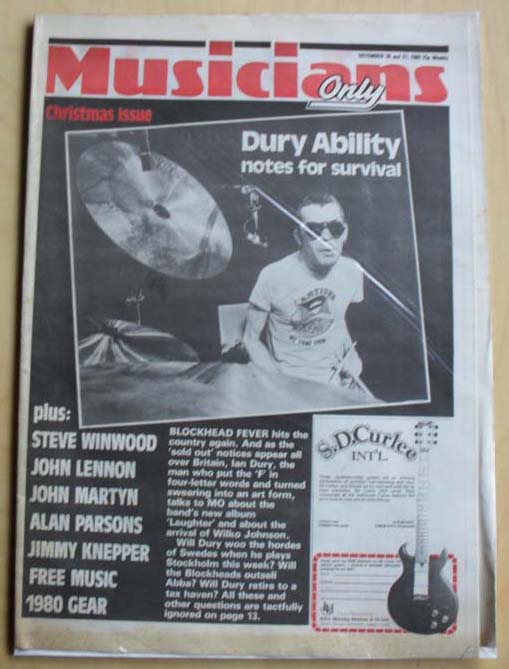 Musicians
Only
Christmas Issue
Dury Ability
notes for survival
plus:
STEVE WINWOOD
JOHN LENNON
JOHN MARTYN
ALAN PARSONS
JIMMY KNEPPER
FREE MUSIC
1980 GEAR
BLOCKHEAD FEVER hits the
country again. And as the
'sold out' notices appear all
over Britain, Ian Dury, the
man who put the 'F' in
four-letter words and turned
swearing into an art form,
talks to MO about the
band's new album
'Laughter' and about the
arrival of Wilko Johnson.
Will Dury woo the hordes
of Swedes when he plays
Stockholm this week? Will
the Blockheads outsell
Abba? Will Dury retire to a
tax haven? All these and
other questions are tactfully
ignored on page 13.
S.D. Curlee
INT'L.